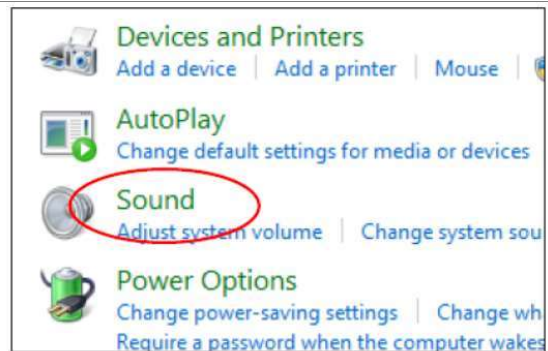 Devices and Printers
Add a device | Add a printer | Mouse |
AutoPlay
Change default settings for media or devices
Sound
Adjust system volume | Change system sou
Power Options
Change power-saving settings | Change wh
Require a password when the computer wakes